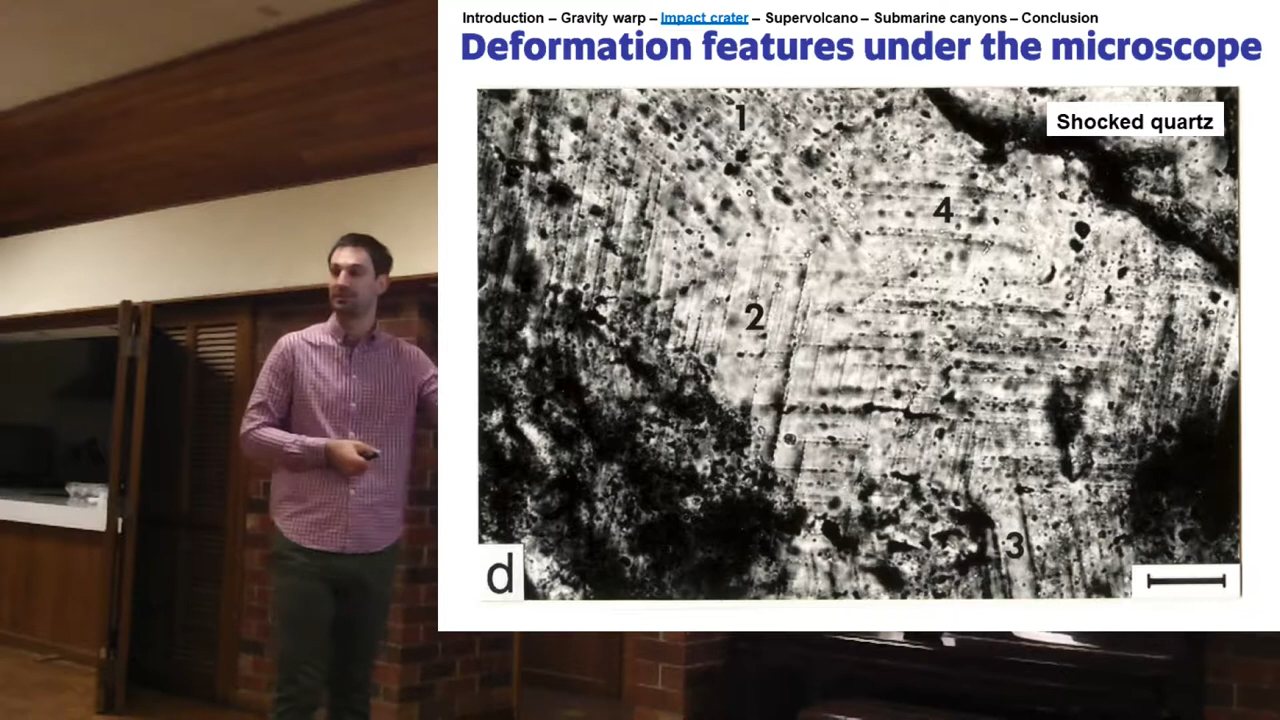 Introduction – Gravity warp – Impact crater – Supervolcano – Submarine canyons – Conclusion
Deformation features under the microscope
Shocked quartz
1
4
2
3
d